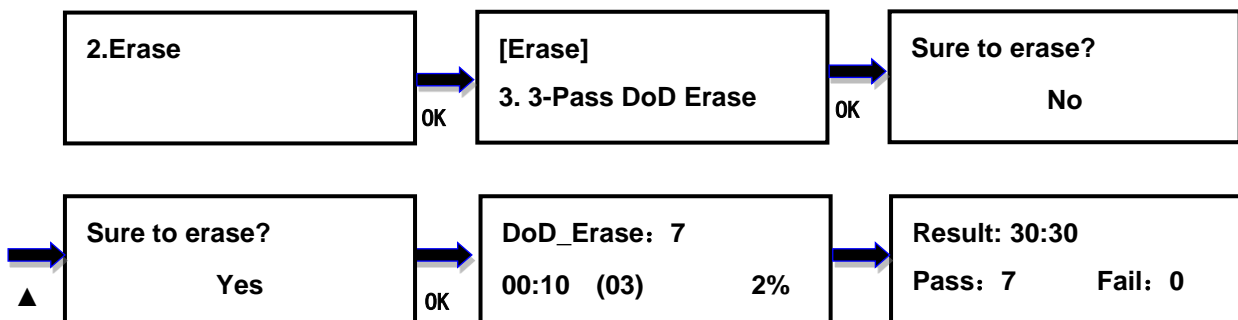 2.Erase
OK
[Erase]
3. 3-Pass DoD Erase
OK
Sure to erase?
No
▲
Sure to erase?
Yes
OK
DoD_Erase：7
00:10 (03) 2%
Result: 30:30
Pass：7 Fail：0